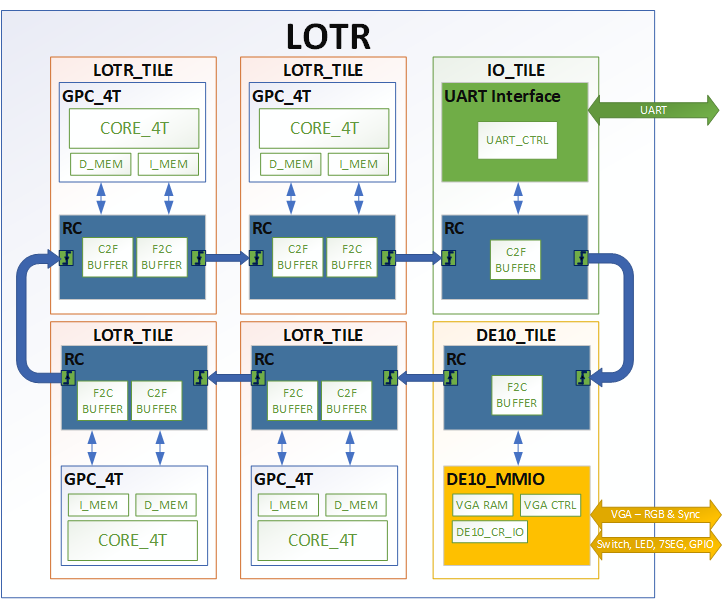 LOTR
LOTR_TILE
GPC_4T
CORE_4T
D_MEM
I_MEM
RC
C2F
BUFFER
F2C
BUFFER
LOTR_TILE
GPC_4T
CORE_4T
D_MEM
I_MEM
RC
C2F
BUFFER
F2C
BUFFER
IO_TILE
UART Interface
UART_CTRL
UART
RC
C2F
BUFFER
LOTR_TILE
RC
F2C
BUFFER
C2F
BUFFER
GPC_4T
I_MEM
D_MEM
CORE_4T
LOTR_TILE
RC
F2C
BUFFER
C2F
BUFFER
GPC_4T
I_MEM
D_MEM
CORE_4T
DE10_TILE
RC
F2C
BUFFER
DE10_MMIO
VGA RAM
VGA CTRL
DE10_CR_IO
VGA – RGB & Sync
Switch, LED, 7SEG, GPIO